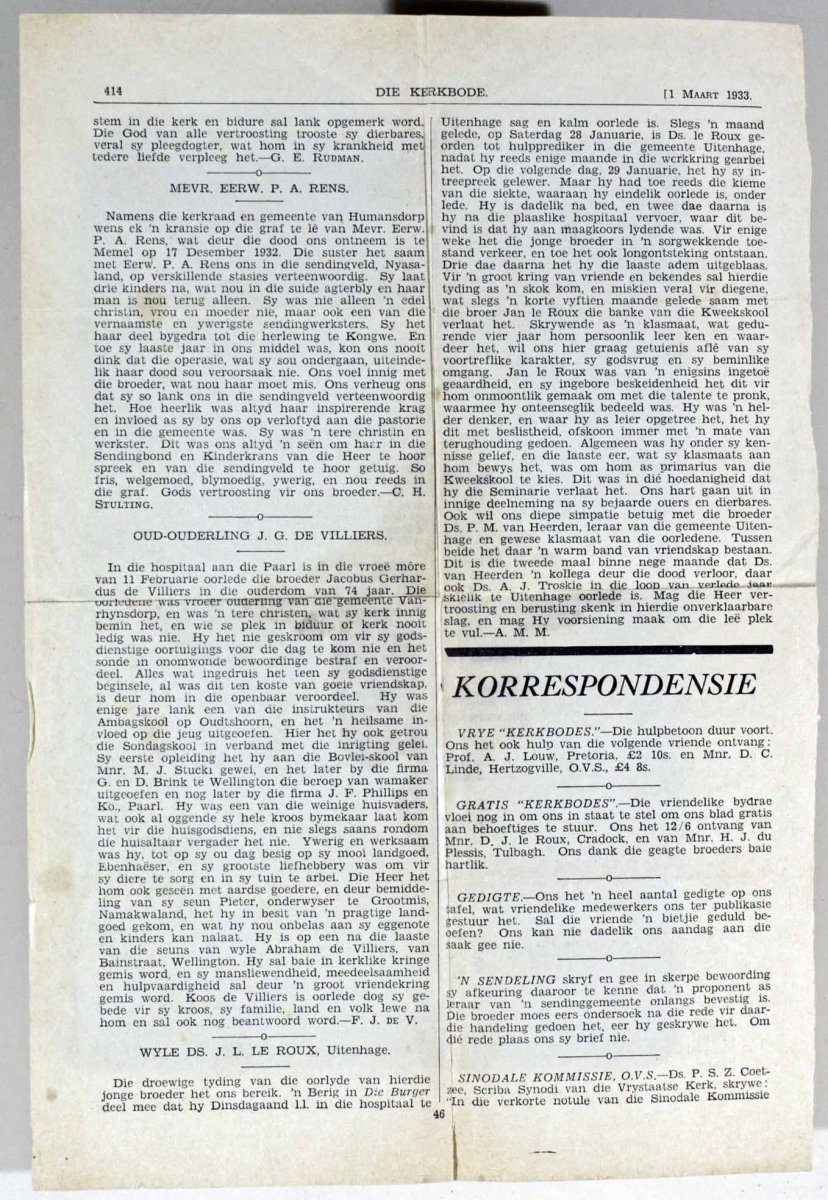 414
DIE KERKBODE.
[1 MAART 1933.
stem in die kerk en bidure sal lank opgemerk word.
Die God van alle vertroosting trooste sy dierbares,
veral sy pleegdogter, wat hom in sy krankheid met
tedere liefde verpleeg het.—G. E. RUDMAN.
MEVR. EERW. P. A. RENS.
Namens die kerkraad en gemeente van Humansdorp
wens ek 'n kransie op die graf te lê van Mevr. Eerw.
P. A. Rens, wat deur die dood ons ontneem is te
Memel op 17 Desember 1932. Die suster het saam
met Eerw. P. A. Rens ons in die sendingveld, Nyasa-
land, op verskillende stasies verteenwoordig. Sy laat
drie kinders na, wat nou in die suide agterbly en haar
man is nou terug alleen. Sy was nie alleen 'n edel
christin, vrou en moeder nie, maar ook een van die
vernaamste en ywerigste sendingwerksters. Sy het
haar deel bygedra tot die herlewing te Kongwe. En
toe sy laaste jaar in ons middel was, kon ons nooit
dink dat die operasie, wat sy sou ondergaan, uiteinde-
lik haar dood sou veroorsaak nie. Ons voel innig met
die broeder, wat nou haar moet mis. Ons verheug ons
dat sy so lank ons in die sendingveld verteenwoordig
het. Hoe heerlik was altyd haar inspirerende krag
en invloed as sy by ons op verloftyd aan die pastorie
en in die gemeente was. Sy was 'n tere christin en
werkster. Dit was ons altyd 'n seën om haer in die
Sendingbond en Kinderkrans van die Heer te hoor
spreek en van die sendingveld te hoor getuig. So
fris, welgemoed, blymoedig, ywerig, en nou reeds in
die graf. Gods vertroosting vir ons broeder.—C. H.
STULTING.
OUD-OUDERLING J. G. DE VILLIERS.
In die hospitaal aan die Paarl is in die vroeë môre
van 11 Februarie oorlede die broeder Jacobus Gerhar-
dus de Villiers in die ouderdom van 74 jaar. Die
oorledene was vroeer ouderling van die gemeente Van-
rhynsdorp, en was 'n tere christen, wat sy kerk innig
bemin het, en wie se plek in biduur of kerk nooit
ledig was nie. Hy het nie geskroom om vir sy gods-
dienstige oortuigings voor die dag te kom nie en het
sonde in onomwonde bewoordinge bestraf en veroor-
deel. Alles wat ingedruis het teen sy godsdienstige
beginsele, al was dit ten koste van goeie vriendskap,
is deur hom in die openbaar veroordeel. Hy was
enige jare lank een van die instrukteurs van die
Ambagskool op Oudtshoorn, en het 'n heilsame in-
vloed op die jeug uitgeoefen. Hier het hy ook getrou
die Sondagskool in verband met die inrigting gelei.
Sy eerste opleiding het hy aan die Bovlei-skool van
Mnr. M. J. Stucki gewei, en het later by die firma
G. en D. Brink te Wellington die beroep van wamaker
uitgeoefen en nog later by die firma J. F. Phillips en
Ko., Paarl. Hy was een van die weinige huisvaders,
wat ook al oggende sy hele kroos bymekaar laat kom
het vir die huisgodsdiens, en nie slegs saans rondom
die huisaltaar vergader het nie. Ywerig en werksaam
was hy, tot op sy ou dag besig op sy mooi landgoed,
Ebenhaëser, en sy grootste liefhebbery was om vir
sy diere te sorg en in sy tuin te arbei. Die Heer het
hom ook geseën met aardse goedere, en deur bemidde-
ling van sy seun Pieter, onderwyser te Grootmis,
Namakwaland, het hy in besit van 'n pragtige land-
goed gekom, en wat hy nou onbelas aan sy eggenote
en kinders kan nalaat. Hy is op een na die laaste
van die seuns van wyle Abraham de Villiers, van
Bainstraat, Wellington. Hy sal baie in kerklike kringe
gemis word, en sy mansliewendheid, meedeelsaamheid
en hulpvaardigheid sal deur 'n groot vriendekring
gemis word. Koos de Villiers is oorlede dog sy ge-
bede vir sy kroos, sy familie, land en volk lewe na
hom en sal ook nog beantwoord word.—F. J. DE V.
WYLE DS. J. L. LE ROUX, Uitenhage.
Die droewige tyding van die oorlyde van hierdie
jonge broeder het ons bereik. 'n Berig in Die Burger
deel mee dat hy Dinsdagaand l.l. in die hospitaal te
Uitenhage sag en kalm oorlede is. Slegs 'n maand
gelede, op Saterdag 28 Januarie, is Ds. le Roux ge-
orden tot hulpprediker in die gemeente Uitenhage,
nadat hy reeds enige maande in die werkkring gearbei
het. Op die volgende dag, 29 Januarie, het hy sy in-
treepreek gelewer. Maar hy had toe reeds die kieme
van die siekte, waaraan hy eindelik oorlede is, onder
lede. Hy is dadelik na bed, en twee dae daarna is
hy na die plaaslike hospitaal vervoer, waar dit be-
vind is dat hy aan maagkoors lydende was. Vir enige
weke het die jonge broeder in 'n sorgwekkende toe-
stand verkeer, en toe het ook longontsteking ontstaan.
Drie dae daarna het hy die laaste adem uitgeblaas.
Vir 'n groot kring van vriende en bekendes sal hierdie
tyding as 'n skok kom, en miskien veral vir diegene,
wat slegs 'n korte vyftien maande gelede saam met
die broer Jan le Roux die banke van die Kweekskool
verlaat het. Skrywende as 'n klasmaat, wat gedu-
rende vier jaar hom persoonlik leer ken en waar-
deer het, wil ons hier graag getuienis aflê van sy
voortreflike karakter, sy godsvrug en sy beminlike
omgang. Jan le Roux was van 'n enigsins ingetoë
geaardheid, en sy ingebore beskeidenheid het dit vir
hom onmoontlik gemaak om met die talente te pronk,
waarmee hy onteenseglik bedeeld was. Hy was 'n hel-
der denker, en waar hy as leier opgetree het, het hy
dit met beslistheid, ofskoon immer met 'n mate van
terughouding gedoen. Algemeen was hy onder sy ken-
nisse gelief, en die laaste eer, wat sy klasmaats aan
hom bewys het, was om hom as primarius van die
Kweekskool te kies. Dit was in dié hoedanigheid dat
hy die Seminarie verlaat het. Ons hart gaan uit in
innige deelneming na sy bejaarde ouers en dierbares.
Ook wil ons diepe simpatie betuig met die broeder
Ds. P. M. van Heerden, leraar van die gemeente Uiten-
hage en gewese klasmaat van die oorledene. Tussen
beide het daar 'n warm band van vriendskap bestaan.
Dit is die tweede maal binne nege maande dat Ds.
van Heerden 'n kollega deur die dood verloor, daar
ook Ds. A. J. Troskie in die loop van verlede jaar
skielik te Uitenhage oorlede is. Mag die Heer ver-
troosting en berusting skenk in hierdie onverklaarbare
slag, en mag Hy voorsiening maak om die leë plek
te vul.—A. M. M.
KORRESPONDENSIE
VRYE "KERKBODES."—Die hulpbetoon duur voort.
Ons het ook hulp van die volgende vriende ontvang:
Prof. A. J. Louw, Pretoria, £2 10s. en Mnr. D. C.
Linde, Hertzogville, O.V.S., £4 8s.
GRATIS "KERKBODES".—Die vriendelike bydrae
vloei nog in om ons in staat te stel om ons blad gratis
aan behoeftiges te stuur. Ons het 12/6 ontvang van
Mnr. D. J. le Roux, Cradock, en van Mnr. H. J. du
Plessis, Tulbagh. Ons dank die geagte broeders baie
hartlik.
GEDIGTE.—Ons het 'n heel aantal gedigte op ons
tafel, wat vriendelike medewerkers ons ter publikasie
gestuur het. Sal die vriende 'n bietjie geduld be-
oefen? Ons kan nie dadelik ons aandag aan die
saak gee nie.
'N SENDELING skryf en gee in skerpe bewoording
sy afkeuring daaroor te kenne dat 'n proponent as
leraar van 'n sendinggemeente onlangs bevestig is.
Die broeder moes eers ondersoek na die rede vir daar-
die handeling gedoen het, eer hy geskrywe het. Om
dié rede plaas ons sy brief nie.
SINODALE KOMMISSIE, O.V.S.—Ds. P. S. Z. Coet-
zee, Scriba Synodi van die Vrystaatse Kerk, skrywe:
"In die verkorte notule van die Sinodale Kommissie
46